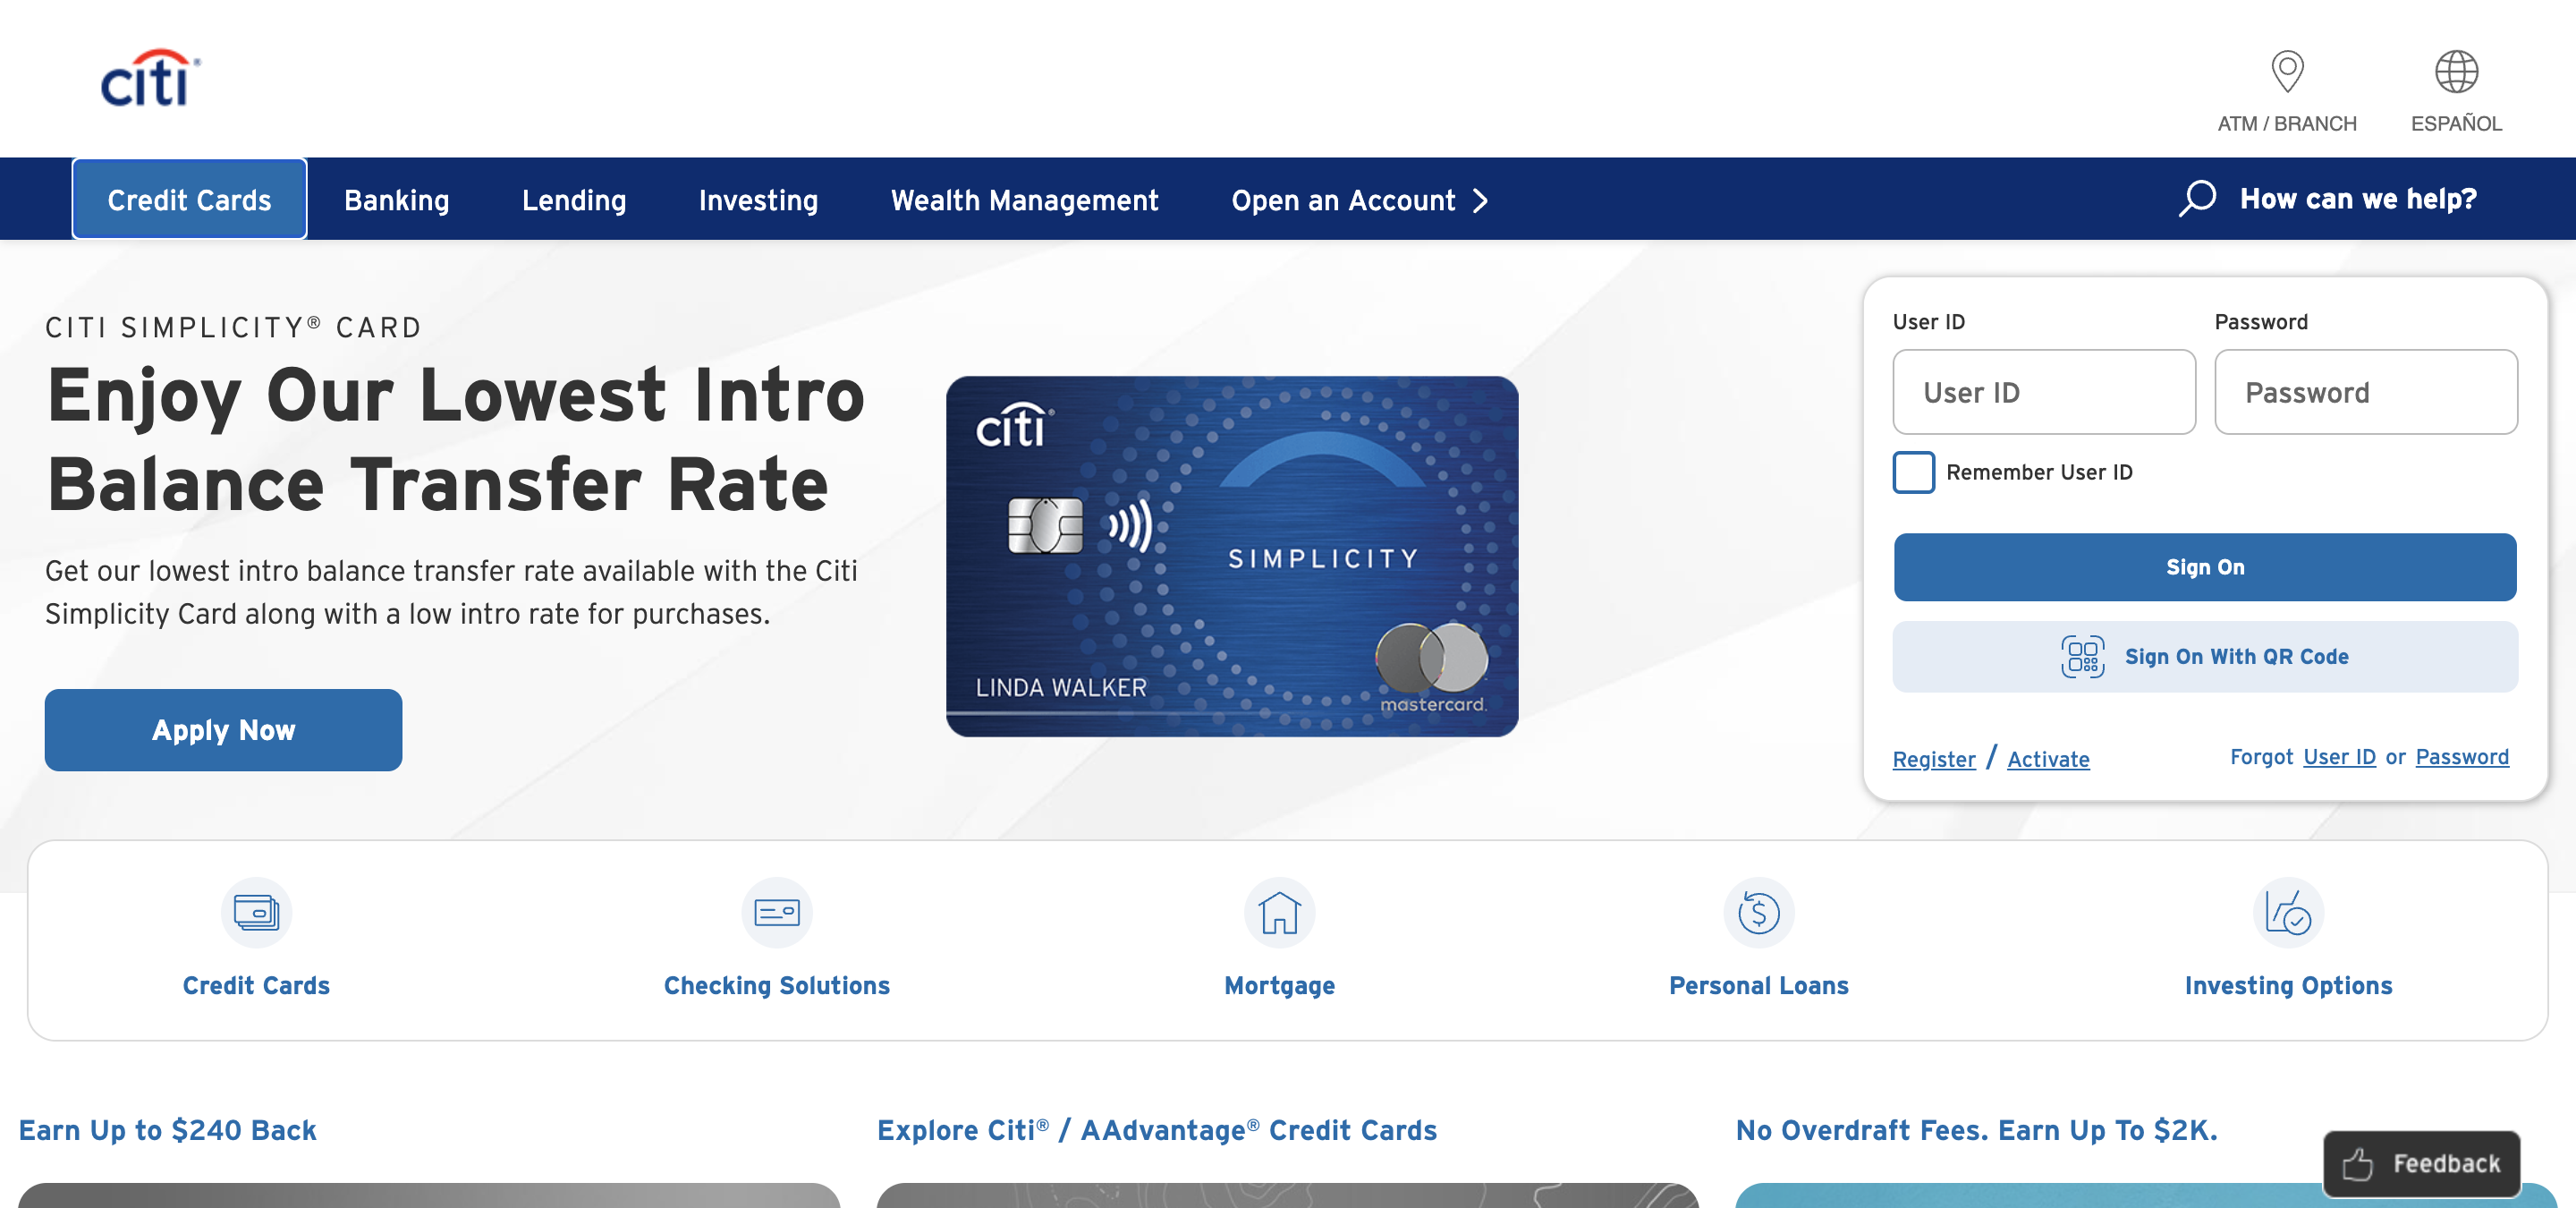 citi®
ATM / BRANCH
ESPAÑOL
Credit Cards
Banking
Lending
Investing
Wealth Management
Open an Account
How can we help?
CITI SIMPLICITY® CARD
Enjoy Our Lowest Intro
Balance Transfer Rate
Get our lowest intro balance transfer rate available with the Citi
Simplicity Card along with a low intro rate for purchases.
Apply Now
citi®
SIMPLICITY
LINDA WALKER
mastercard.
User ID
Password
User ID
Password
Remember User ID
Sign On
Sign On With QR Code
Register / Activate
Forgot User ID or Password
Credit Cards
Checking Solutions
Mortgage
Personal Loans
Investing Options
Earn Up to $240 Back
Explore Citi® / AAdvantage® Credit Cards
No Overdraft Fees. Earn Up To $2K.
Feedback